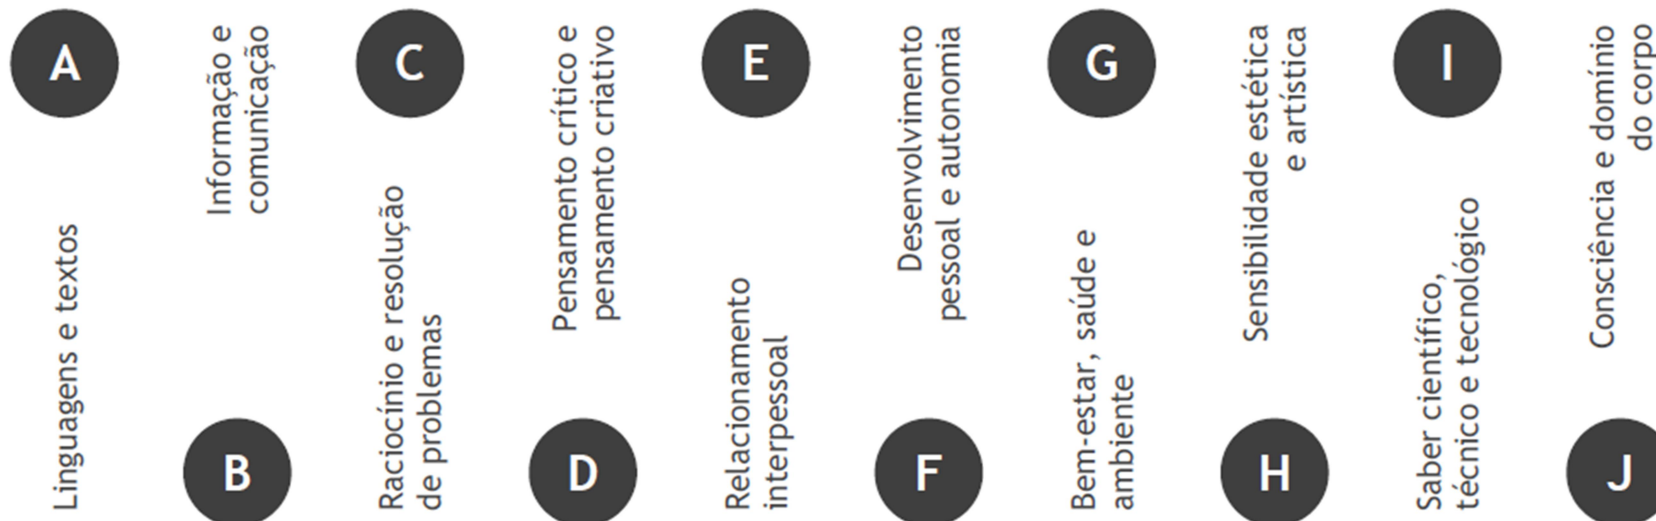 A
Linguagens e textos
Informação e
comunicação
B
C
Raciocínio e resolução
de problemas
Pensamento crítico e
pensamento criativo
D
E
Relacionamento
interpessoal
Desenvolvimento
pessoal e autonomia
F
G
Bem-estar, saúde e
ambiente
Sensibilidade estética
e artística
H
I
Saber científico,
técnico e tecnológico
Consciência e domínio
do corpo
J